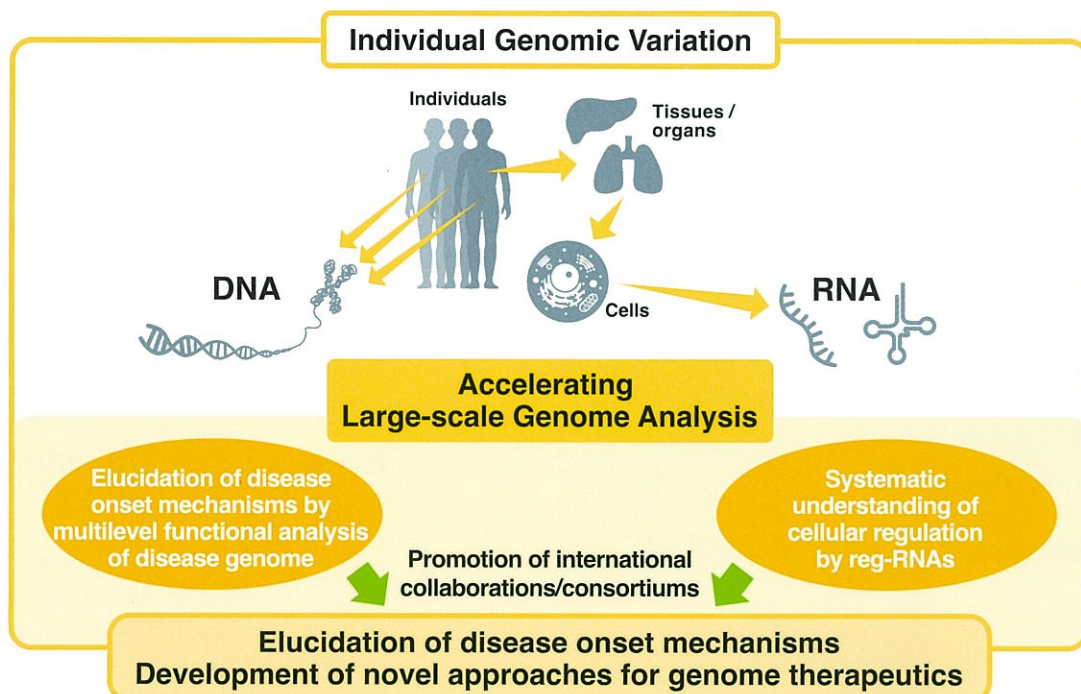 Individual Genomic Variation
Individuals
Tissues /
organs
DNA
Cells
RNA
Accelerating
Large-scale Genome Analysis
Elucidation of disease
onset mechanisms by
multilevel functional analysis
of disease genome
Systematic
understanding of
cellular regulation
by reg-RNAs
Promotion of international
collaborations/consortiums
Elucidation of disease onset mechanisms
Development of novel approaches for genome therapeutics